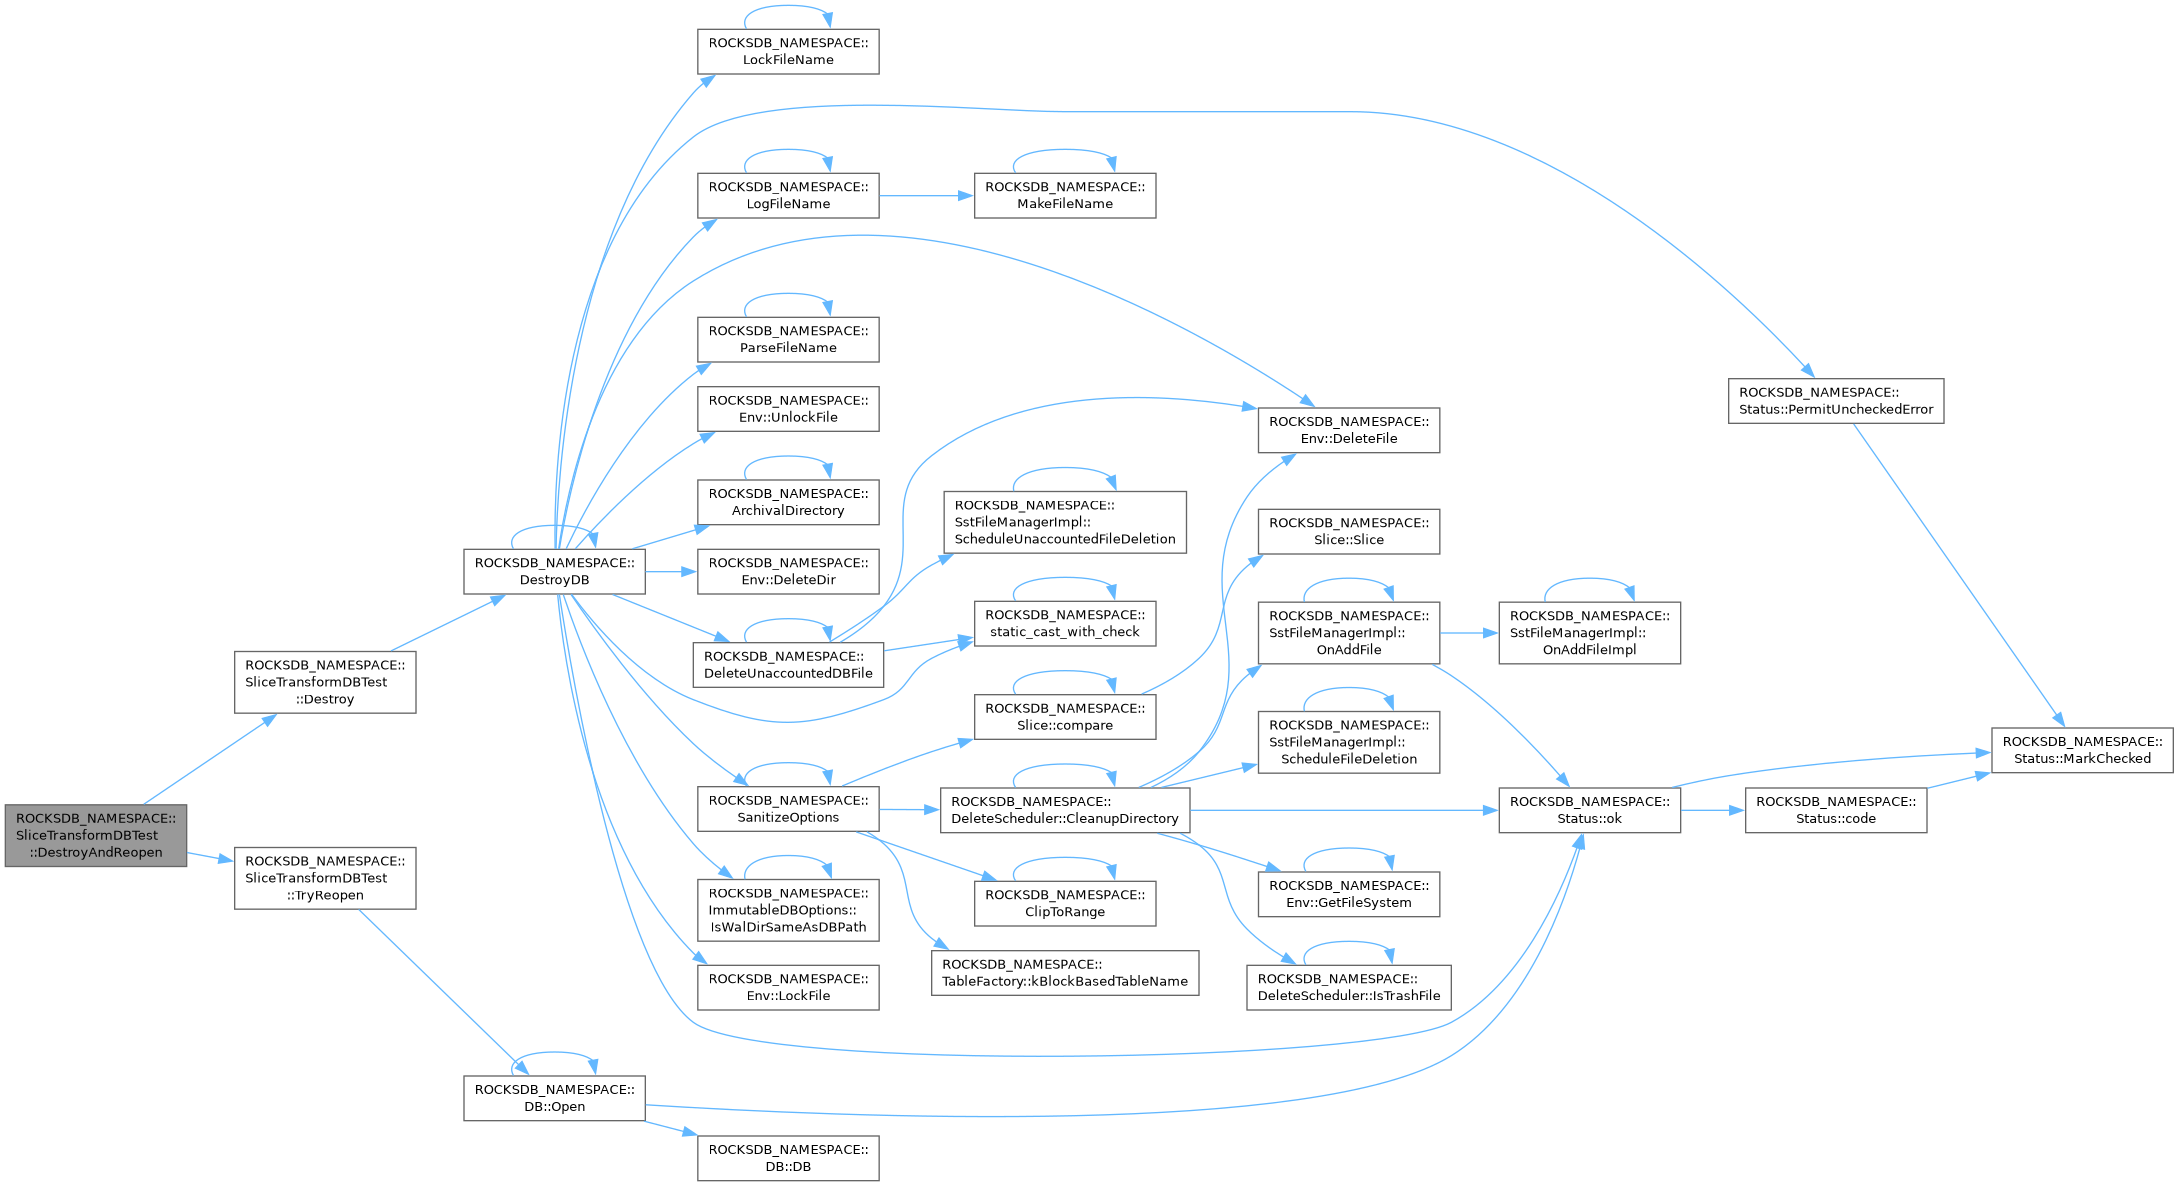 ROCKSDB_NAMESPACE::
SliceTransformDBTest
::DestroyAndReopen
ROCKSDB_NAMESPACE::
SliceTransformDBTest
::Destroy
ROCKSDB_NAMESPACE::
SliceTransformDBTest
::TryReopen
ROCKSDB_NAMESPACE::
DestroyDB
ROCKSDB_NAMESPACE::
DB::Open
ROCKSDB_NAMESPACE::
LockFileName
ROCKSDB_NAMESPACE::
LogFileName
ROCKSDB_NAMESPACE::
ParseFileName
ROCKSDB_NAMESPACE::
Env::UnlockFile
ROCKSDB_NAMESPACE::
ArchivalDirectory
ROCKSDB_NAMESPACE::
Env::DeleteDir
ROCKSDB_NAMESPACE::
DeleteUnaccountedDBFile
ROCKSDB_NAMESPACE::
SanitizeOptions
ROCKSDB_NAMESPACE::
ImmutableDBOptions::
IsWalDirSameAsDBPath
ROCKSDB_NAMESPACE::
Env::LockFile
ROCKSDB_NAMESPACE::
DB::DB
ROCKSDB_NAMESPACE::
MakeFileName
ROCKSDB_NAMESPACE::
SstFileManagerImpl::
ScheduleUnaccountedFileDeletion
ROCKSDB_NAMESPACE::
static_cast_with_check
ROCKSDB_NAMESPACE::
Slice::compare
ROCKSDB_NAMESPACE::
DeleteScheduler::CleanupDirectory
ROCKSDB_NAMESPACE::
ClipToRange
ROCKSDB_NAMESPACE::
TableFactory::kBlockBasedTableName
ROCKSDB_NAMESPACE::
Env::DeleteFile
ROCKSDB_NAMESPACE::
Slice::Slice
ROCKSDB_NAMESPACE::
SstFileManagerImpl::
OnAddFile
ROCKSDB_NAMESPACE::
SstFileManagerImpl::
ScheduleFileDeletion
ROCKSDB_NAMESPACE::
Env::GetFileSystem
ROCKSDB_NAMESPACE::
DeleteScheduler::IsTrashFile
ROCKSDB_NAMESPACE::
SstFileManagerImpl::
OnAddFileImpl
ROCKSDB_NAMESPACE::
Status::ok
ROCKSDB_NAMESPACE::
Status::PermitUncheckedError
ROCKSDB_NAMESPACE::
Status::code
ROCKSDB_NAMESPACE::
Status::MarkChecked